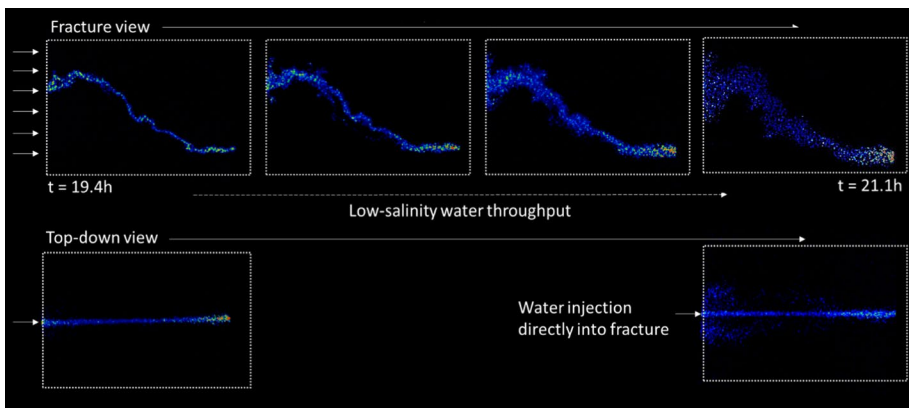 Fracture view
t = 19.4h
t = 21.1h
Low-salinity water throughput
Top-down view
Water injection
directly into fracture